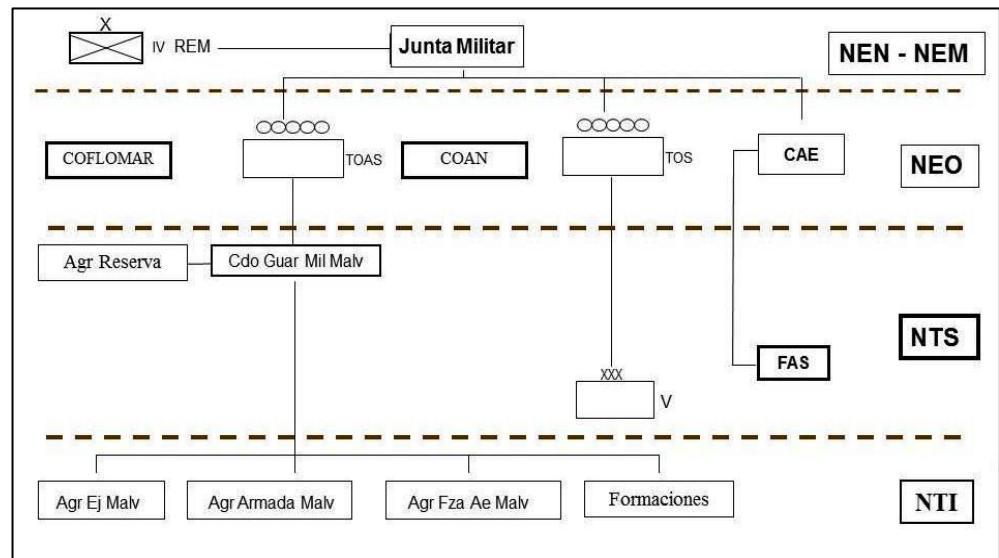 X
IV REM
Junta Militar
NEN - NEM
COFLOMAR
TOAS
COAN
TOS
CAE
NEO
Agr Reserva
Cdo Guar Mil Malv
NTS
FAS
XXX
V
Agr Ej Malv
Agr Armada Malv
Agr Fza Ae Malv
Formaciones
NTI